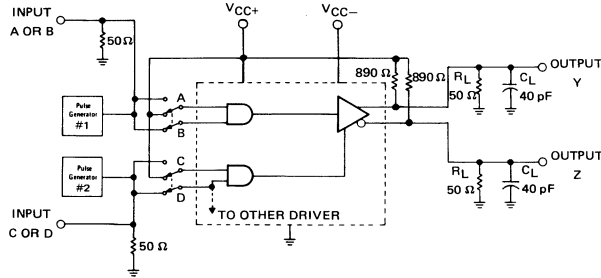 INPUT
A OR B
50 Ω
VCC+
VCC−
890 Ω
890 Ω
RL
50 Ω
CL
40 pF
OUTPUT
Y
Pulse
Generator
#1
A
B
Pulse
Generator
#2
C
D
TO OTHER DRIVER
RL
50 Ω
CL
40 pF
OUTPUT
Z
INPUT
C OR D
50 Ω